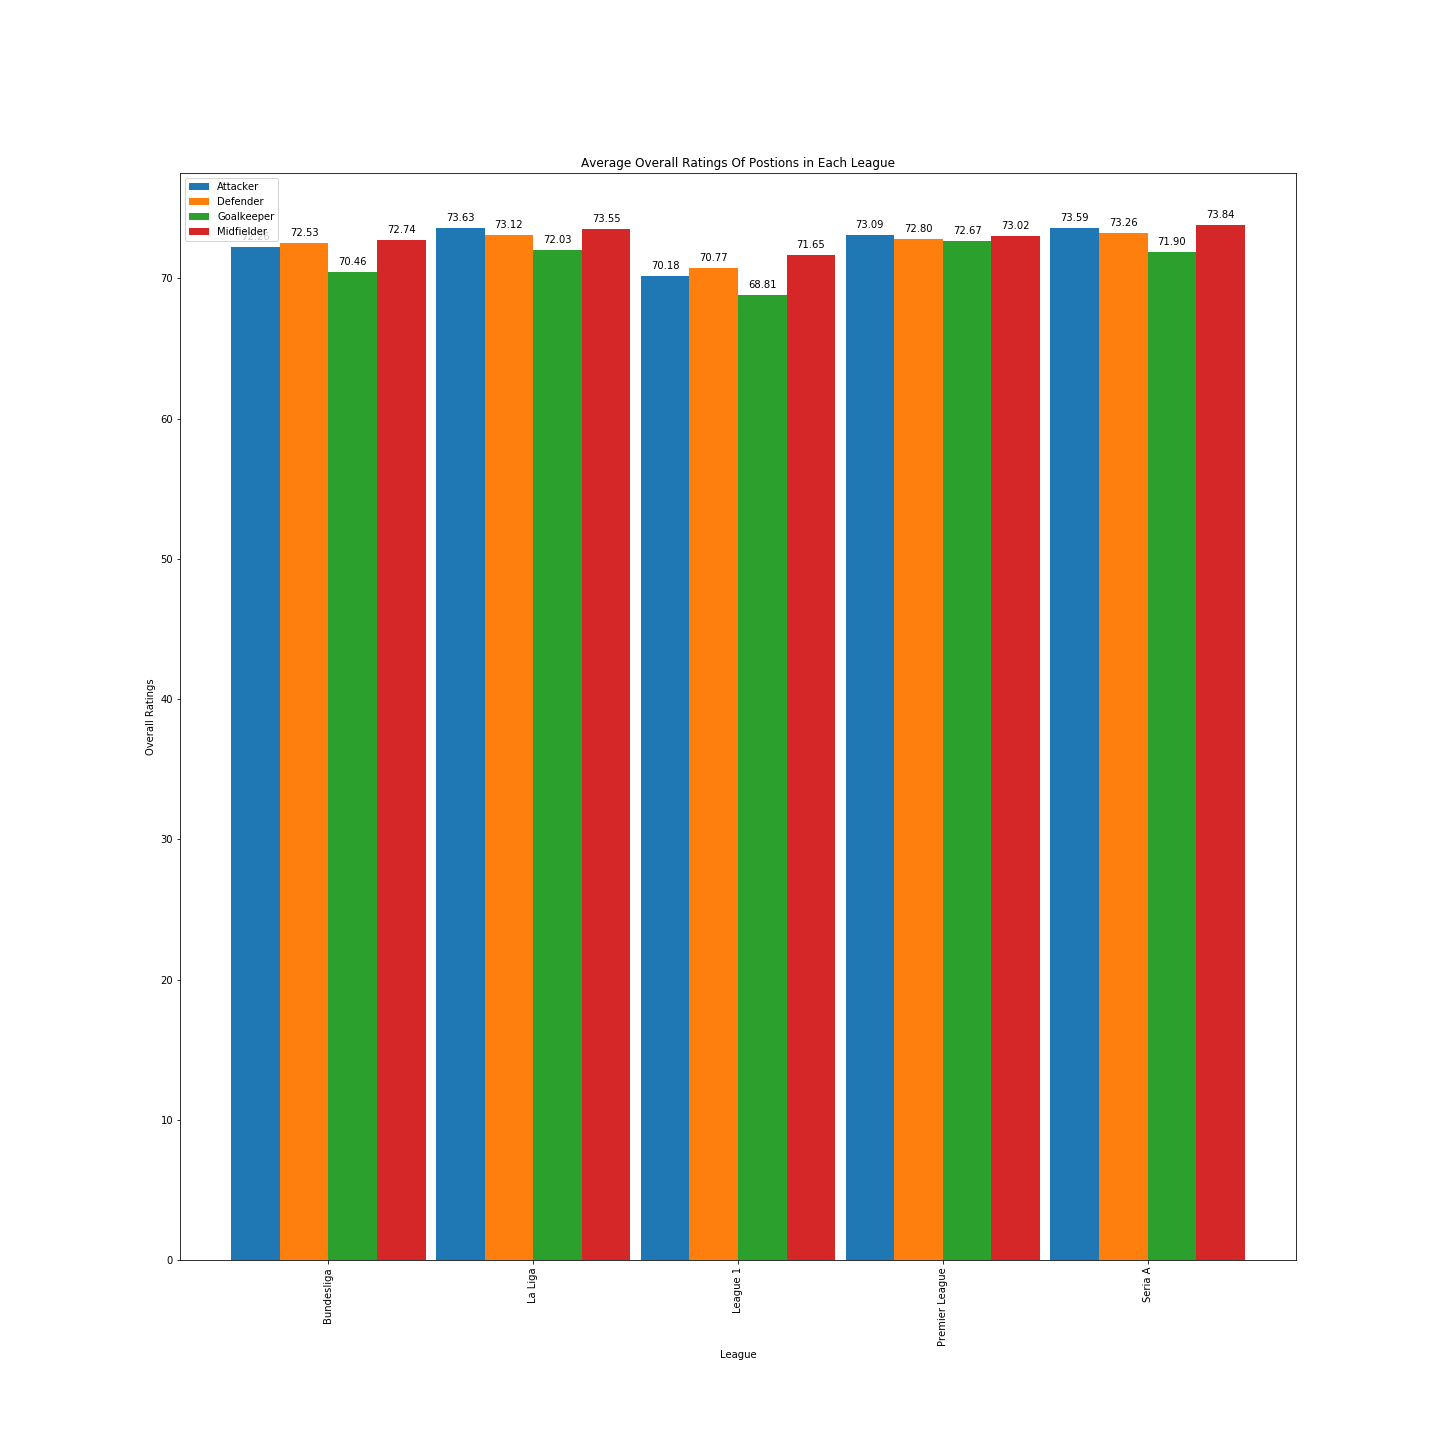 Average Overall Ratings Of Postions in Each League
Attacker
Defender
Goalkeeper
Midfielder
72.26 72.53 70.46 72.74 73.63 73.12 72.03 73.55 70.18 70.77 68.81 71.65 73.09 72.80 72.67 73.02 73.59 73.26 71.90 73.84
70
60
50
40
30
20
10
0
Overall Ratings
Bundesliga
La Liga
League 1
Premier League
Seria A
League